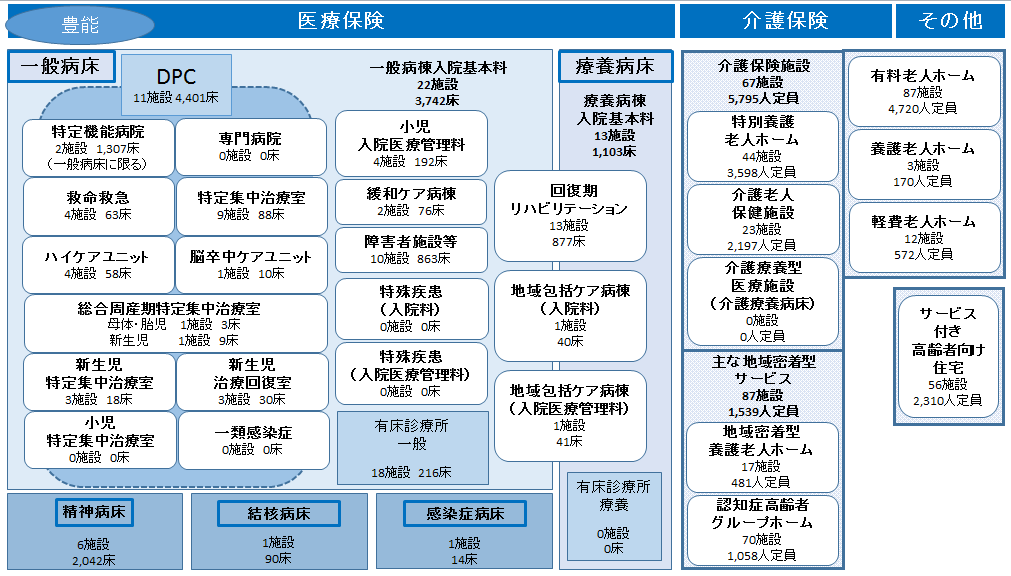 豊能
医療保険
介護保険
その他
一般病床
DPC
11施設 4,401床
特定機能病院
2施設 1,307床
（一般病床に限る）
専門病院
0施設 0床
救命救急
4施設 63床
特定集中治療室
9施設 88床
ハイケアユニット
4施設 58床
脳卒中ケアユニット
1施設 10床
総合周産期特定集中治療室
母体・胎児 1施設 3床
新生児 1施設 9床
新生児
特定集中治療室
3施設 18床
新生児
治療回復室
3施設 30床
小児
特定集中治療室
0施設 0床
一類感染症
0施設 0床
一般病棟入院基本料
22施設
3,742床
小児
入院医療管理料
4施設 192床
緩和ケア病棟
2施設 76床
障害者施設等
10施設 863床
特殊疾患
（入院料）
0施設 0床
特殊疾患
（入院医療管理料）
0施設 0床
有床診療所
一般
18施設 216床
療養病床
療養病棟
入院基本料
13施設
1,103床
回復期
リハビリテーション
13施設
877床
地域包括ケア病棟
（入院料）
1施設
40床
地域包括ケア病棟
（入院医療管理料）
1施設
41床
有床診療所
療養
0施設
0床
精神病床
6施設
2,042床
結核病床
1施設
90床
感染症病床
1施設
14床
介護保険施設
67施設
5,795人定員
特別養護
老人ホーム
44施設
3,598人定員
介護老人
保健施設
23施設
2,197人定員
介護療養型
医療施設
（介護療養病床）
0施設
0人定員
主な地域密着型
サービス
87施設
1,539人定員
地域密着型
養護老人ホーム
17施設
481人定員
認知症高齢者
グループホーム
70施設
1,058人定員
有料老人ホーム
87施設
4,720人定員
養護老人ホーム
3施設
170人定員
軽費老人ホーム
12施設
572人定員
サービス
付き
高齢者向け
住宅
56施設
2,310人定員